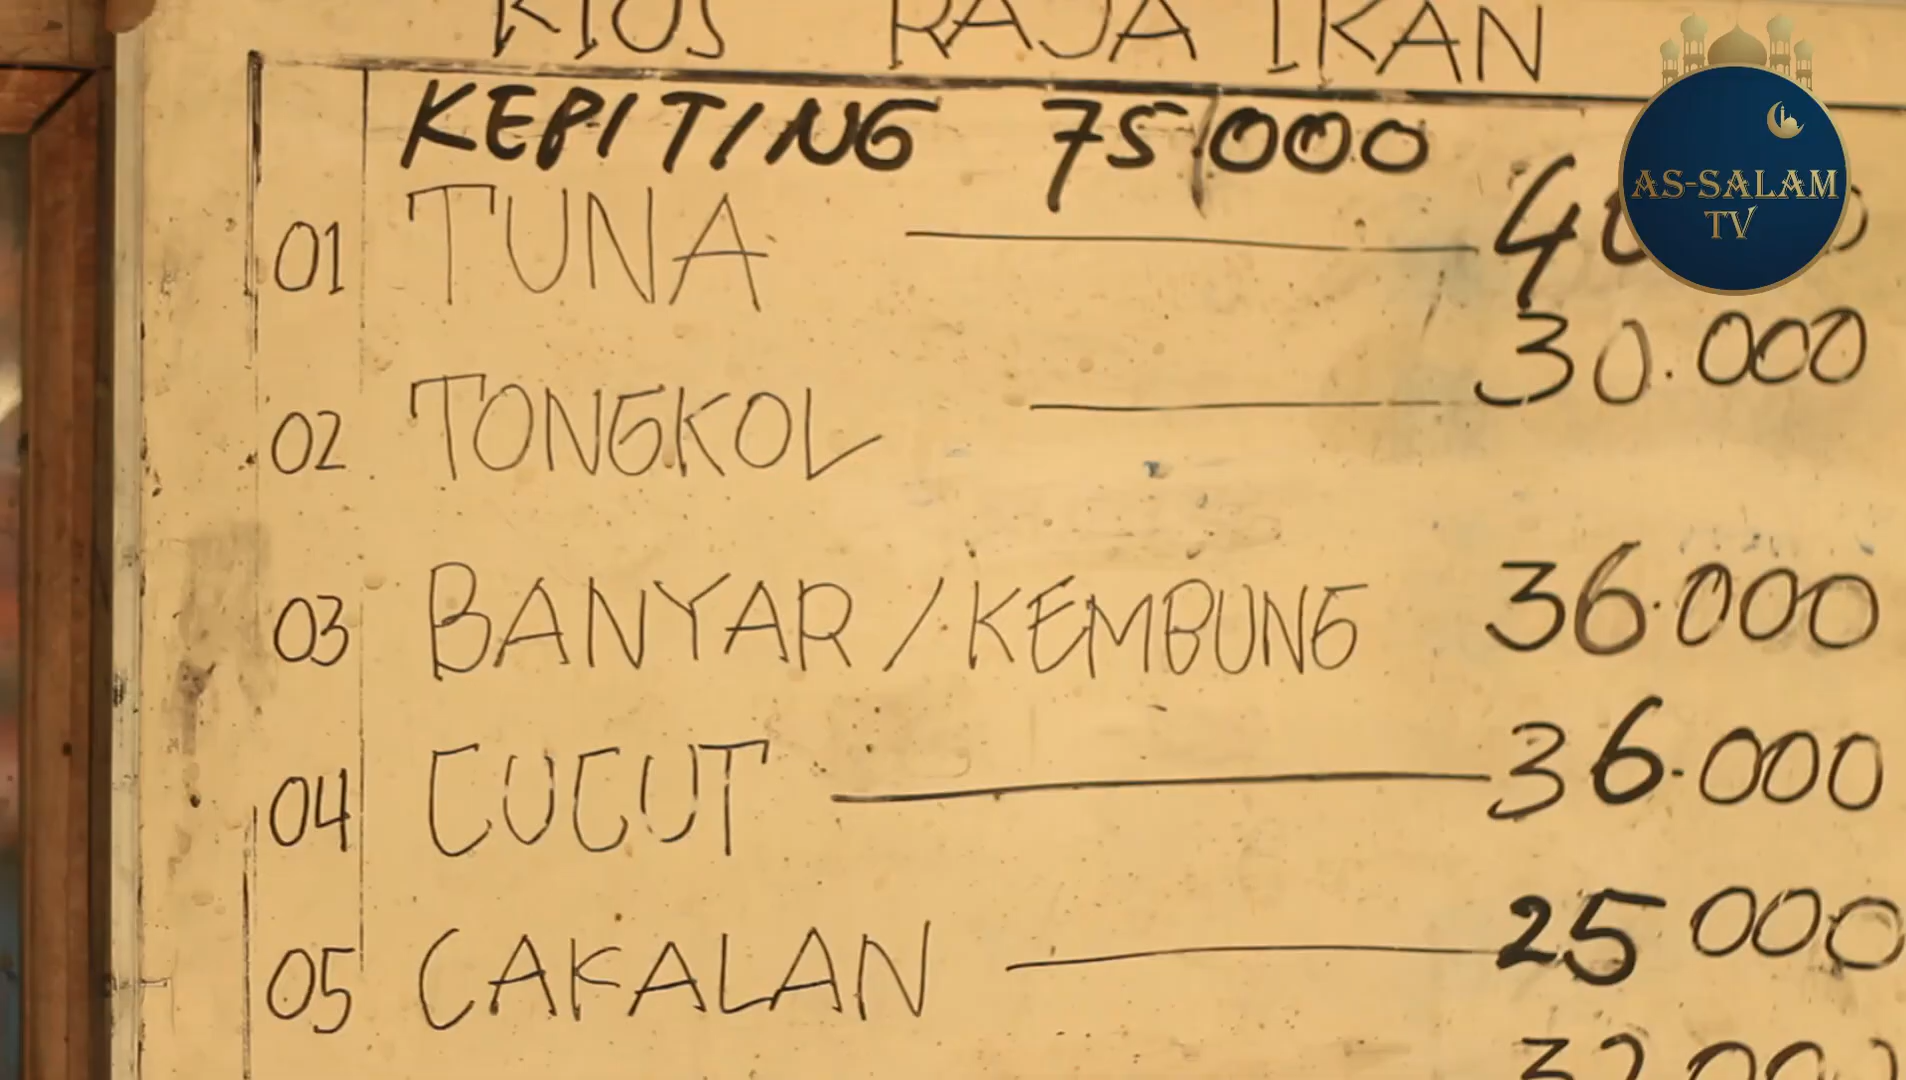 KIOS RAJA IKAN
KEPITING 75,000
01 TUNA
02 TONGKOL 30.000
03 BANYAR / KEMBUNG 36.000
04 CUCUT 36.000
05 CAKALAN 25 000
AS-SALAM
TV